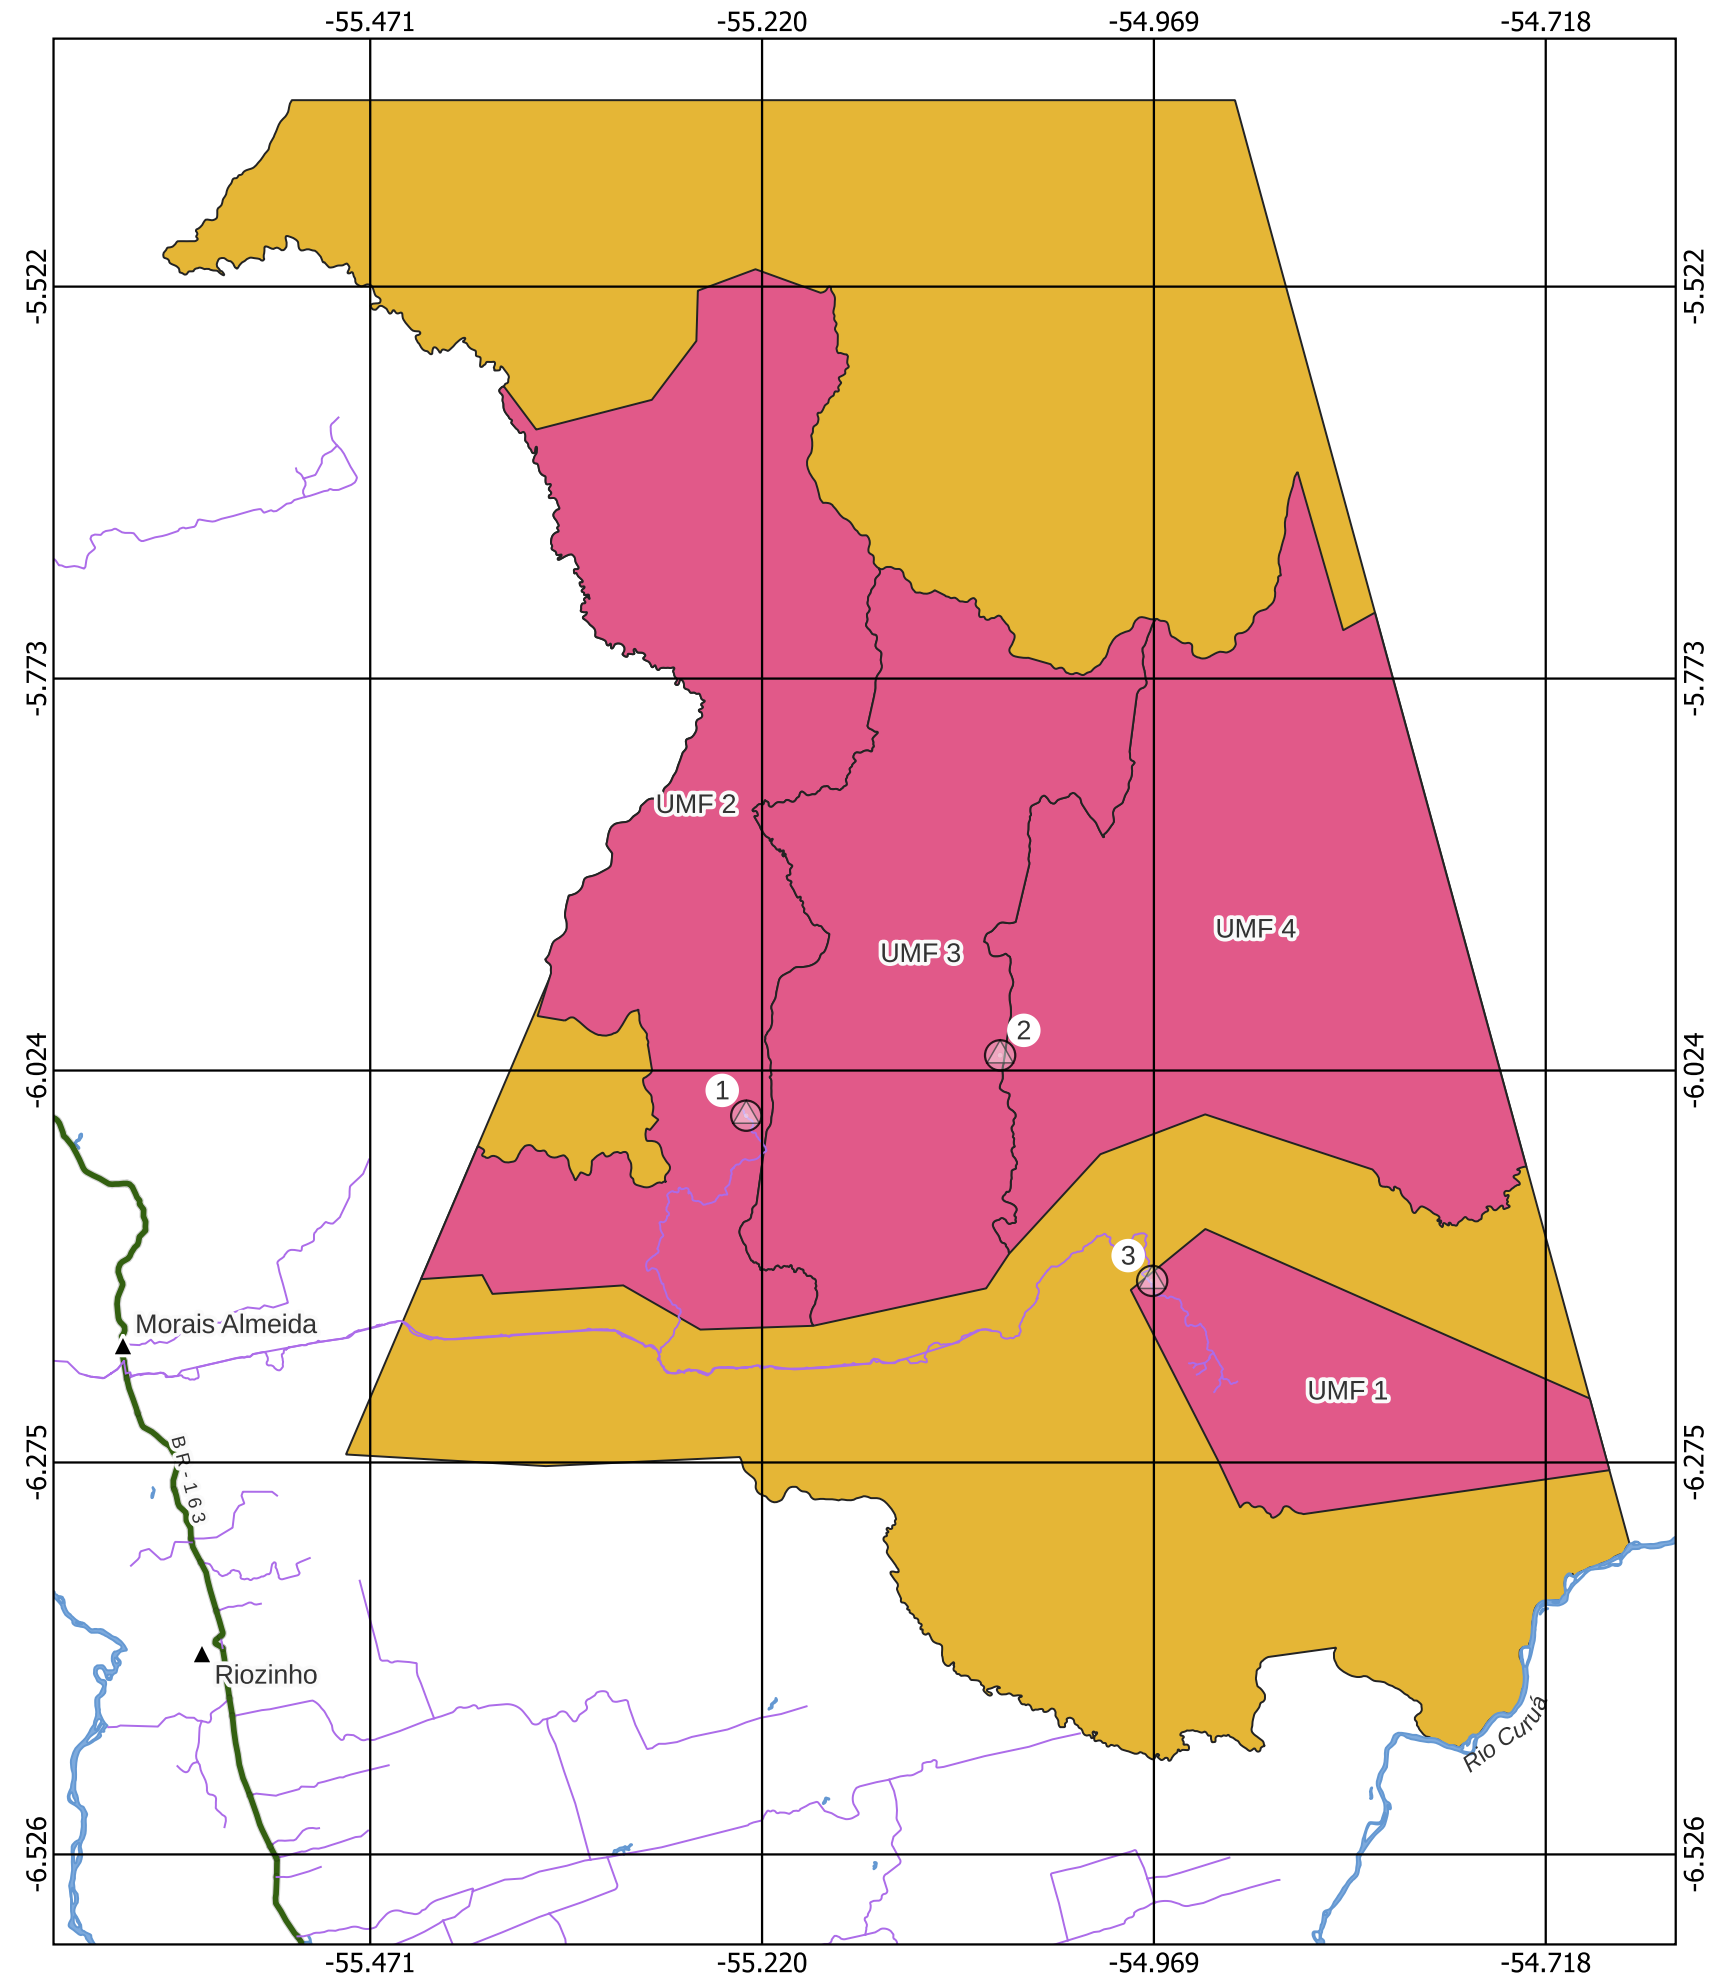 -55.471 -55.220 -54.969 -54.718
-5.522 -5.522
-5.773 -5.773
UMF 2
UMF 4
UMF 3
2
-6.024 -6.024
1
3
Morais Almeida
UMF 1
BR-163
-6.275 -6.275
Riozinho
Rio Curuá
-6.526 -6.526
-55.471 -55.220 -54.969 -54.718